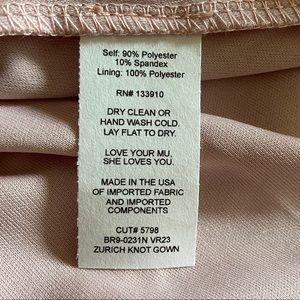 Self: 90% Polyester
10% Spandex
Lining: 100% Polyester
RN# 133910
DRY CLEAN OR
HAND WASH COLD.
LAY FLAT TO DRY.
LOVE YOUR MU,
SHE LOVES YOU.
MADE IN THE USA
OF IMPORTED FABRIC
AND IMPORTED
COMPONENTS
CUT# 5798
BR9-0231N VR23
ZURICH KNOT GOWN